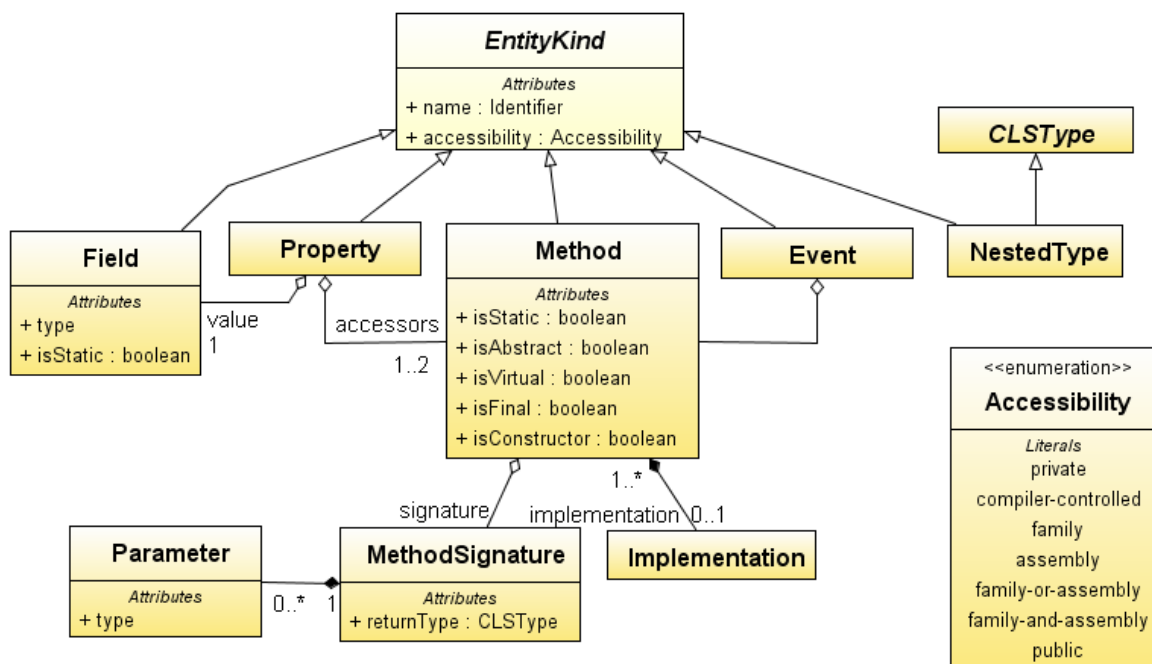 EntityKind
Attributes
+ name : Identifier
+ accessibility : Accessibility
CLSType
Field
Attributes
+ type
+ isStatic : boolean
Property
Method
Attributes
+ isStatic : boolean
+ isAbstract : boolean
+ isVirtual : boolean
+ isFinal : boolean
+ isConstructor : boolean
Event
NestedType
value
1
accessors
1..2
<<enumeration>>
Accessibility
Literals
private
compiler-controlled
family
assembly
family-or-assembly
family-and-assembly
public
signature
1..*
implementation
0..1
Parameter
Attributes
+ type
0..*
1
MethodSignature
Attributes
+ returnType : CLSType
Implementation